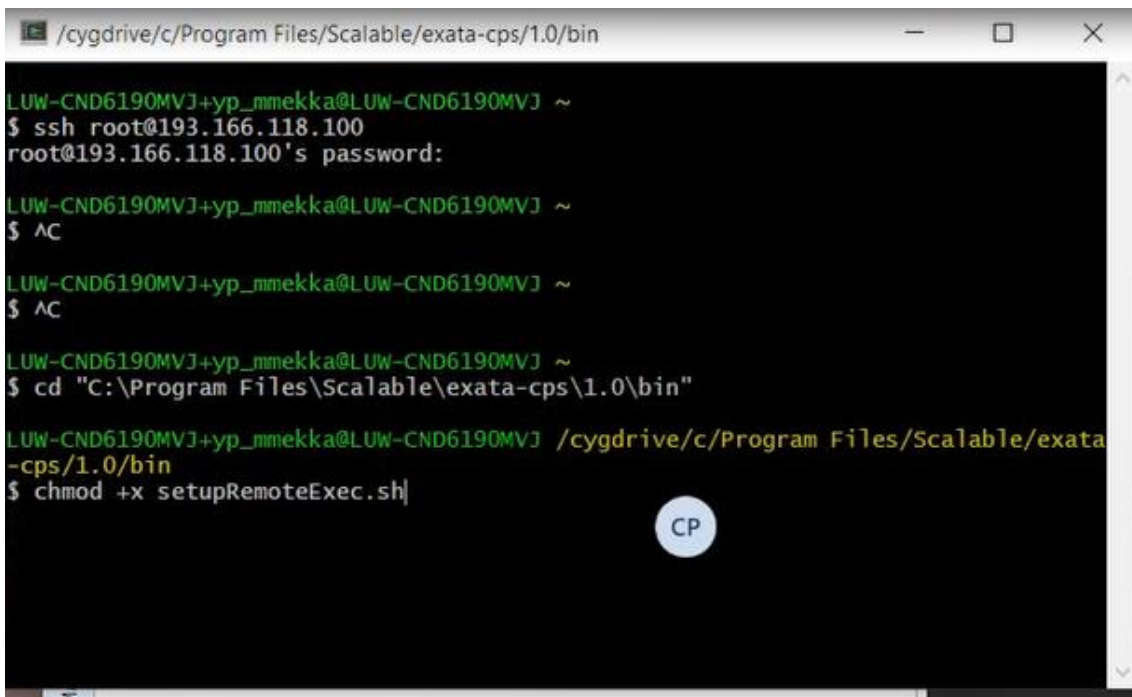 /cygdrive/c/Program Files/Scalable/exata-cps/1.0/bin
LUW-CND6190MVJ+yp_mmekka@LUW-CND6190MVJ ~
$ ssh root@193.166.118.100
root@193.166.118.100's password:
LUW-CND6190MVJ+yp_mmekka@LUW-CND6190MVJ ~
$ ^C
LUW-CND6190MVJ+yp_mmekka@LUW-CND6190MVJ ~
$ ^C
LUW-CND6190MVJ+yp_mmekka@LUW-CND6190MVJ ~
$ cd "C:\Program Files\Scalable\exata-cps\1.0\bin"
LUW-CND6190MVJ+yp_mmekka@LUW-CND6190MVJ /cygdrive/c/Program Files/Scalable/exata
-cps/1.0/bin
$ chmod +x setupRemoteExec.sh
CP